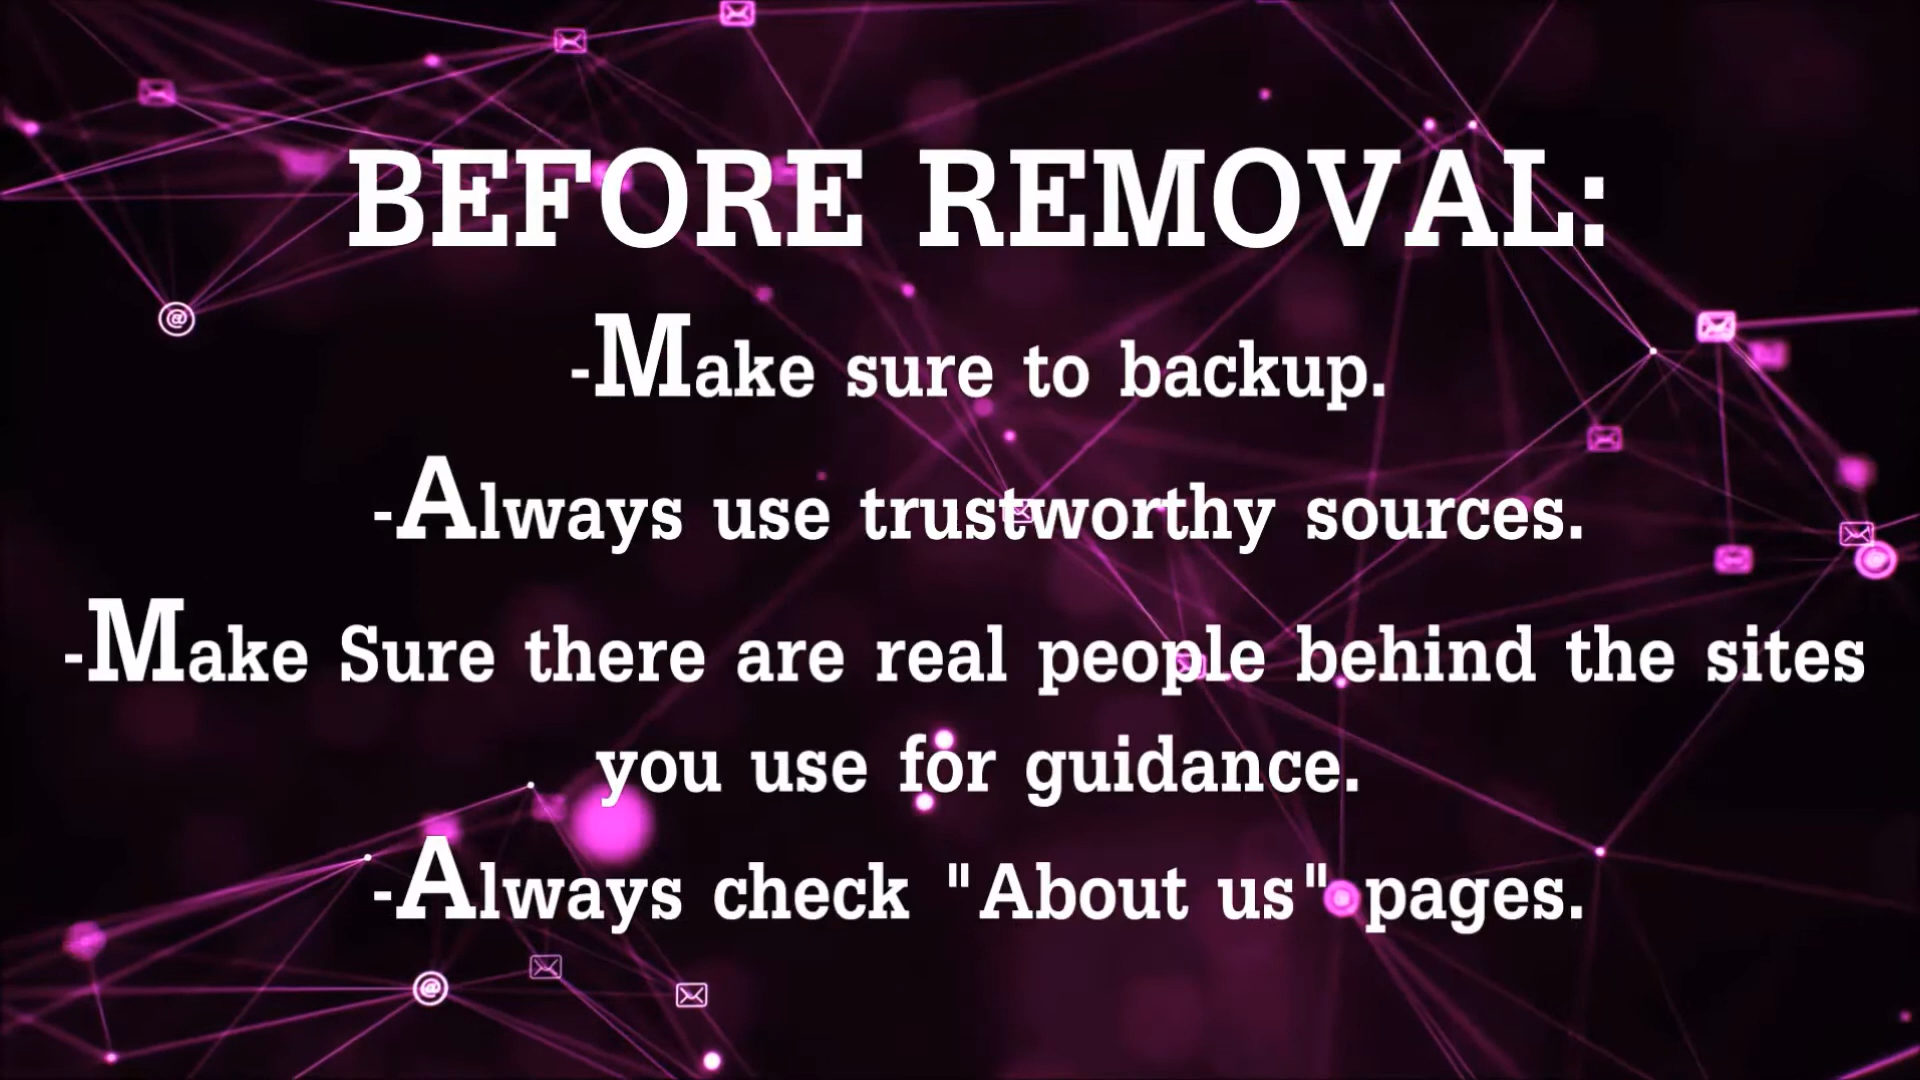 BEFORE REMOVAL:
-Make sure to backup.
-Always use trustworthy sources.
-Make Sure there are real people behind the sites
you use for guidance.
-Always check "About us" pages.